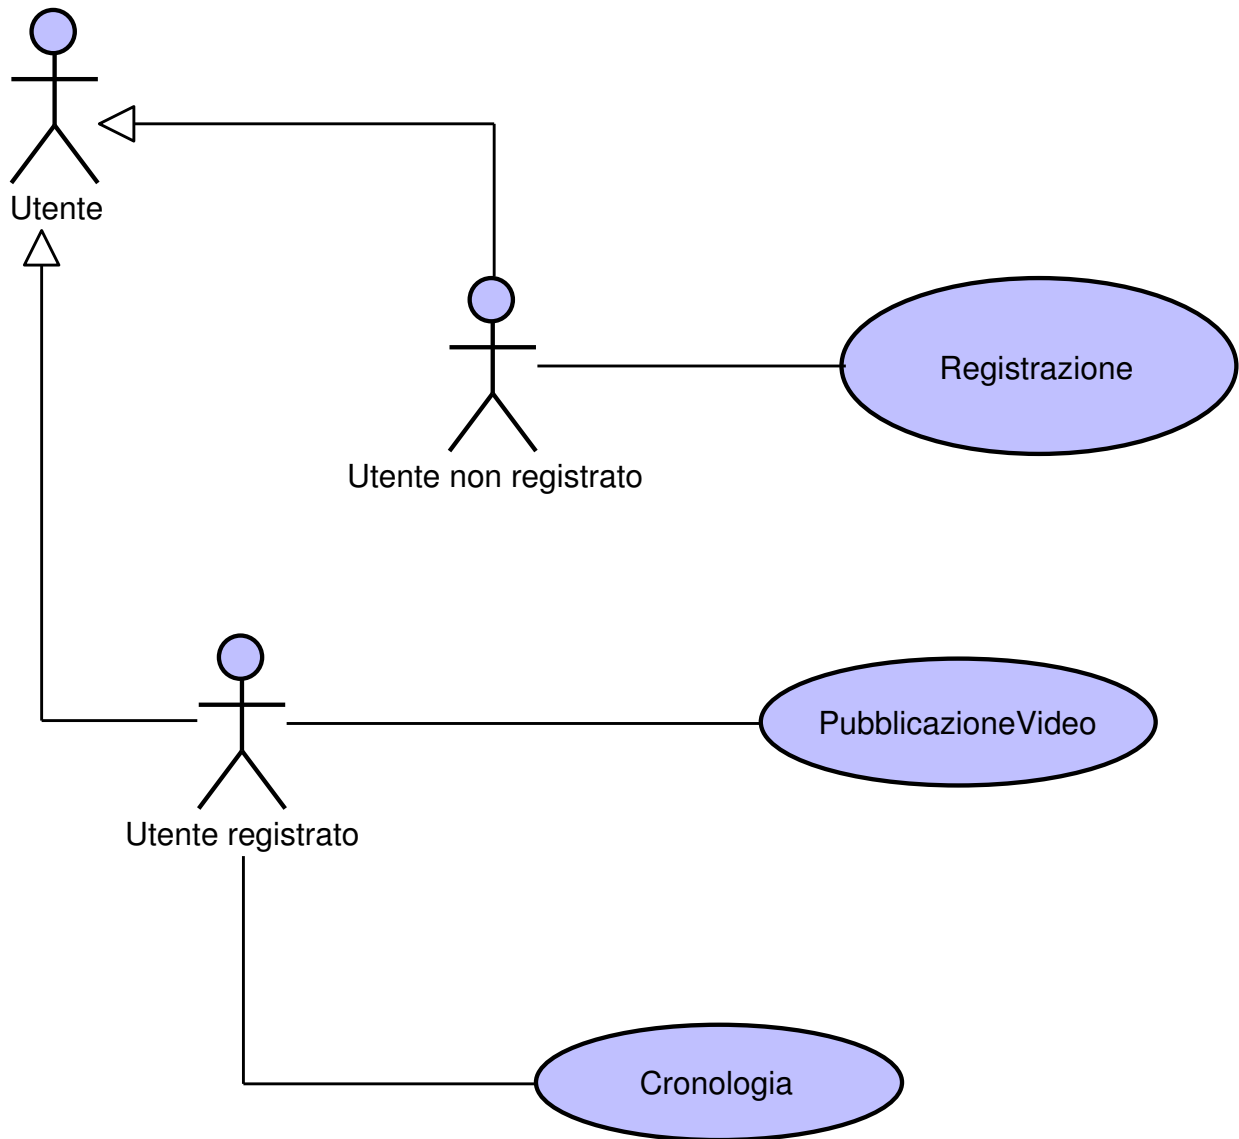 Utente
Registrazione
Utente non registrato
PubblicazioneVideo
Utente registrato
Cronologia